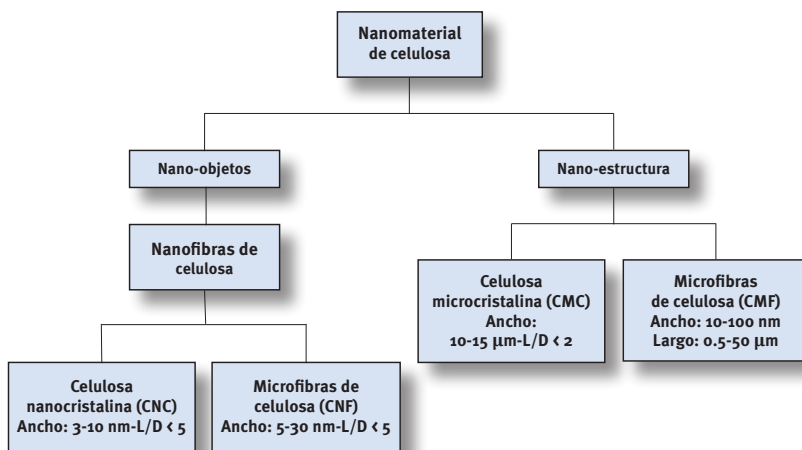 Nanomaterial
de celulosa
Nano-objetos
Nano-estructura
Nanofibras de
celulosa
Celulosa
microcristalina (CMC)
Ancho:
10-15 μm-L/D < 2
Microfibras
de celulosa (CMF)
Ancho: 10-100 nm
Largo: 0.5-50 μm
Celulosa
nanocristalina (CNC)
Ancho: 3-10 nm-L/D < 5
Microfibras de
celulosa (CNF)
Ancho: 5-30 nm-L/D < 5